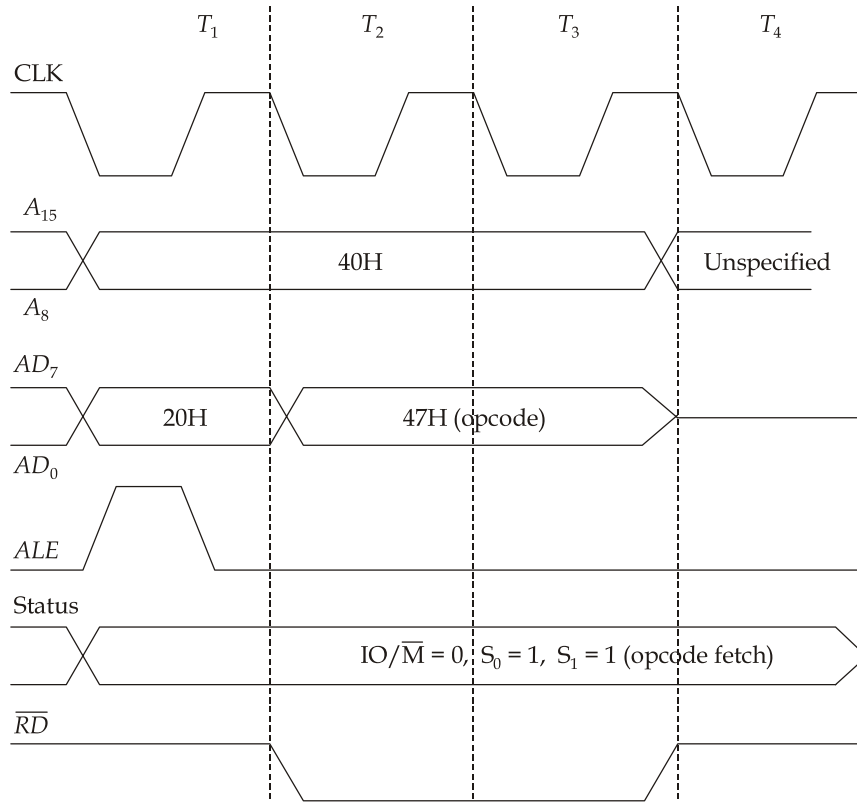 T₁ T₂ T₃ T₄
CLK
A₁₅
40H Unspecified
A₈
AD₇
20H 47H (opcode)
AD₀
ALE
Status
IO/M̅ = 0, S₀ = 1, S₁ = 1 (opcode fetch)
R̅D̅